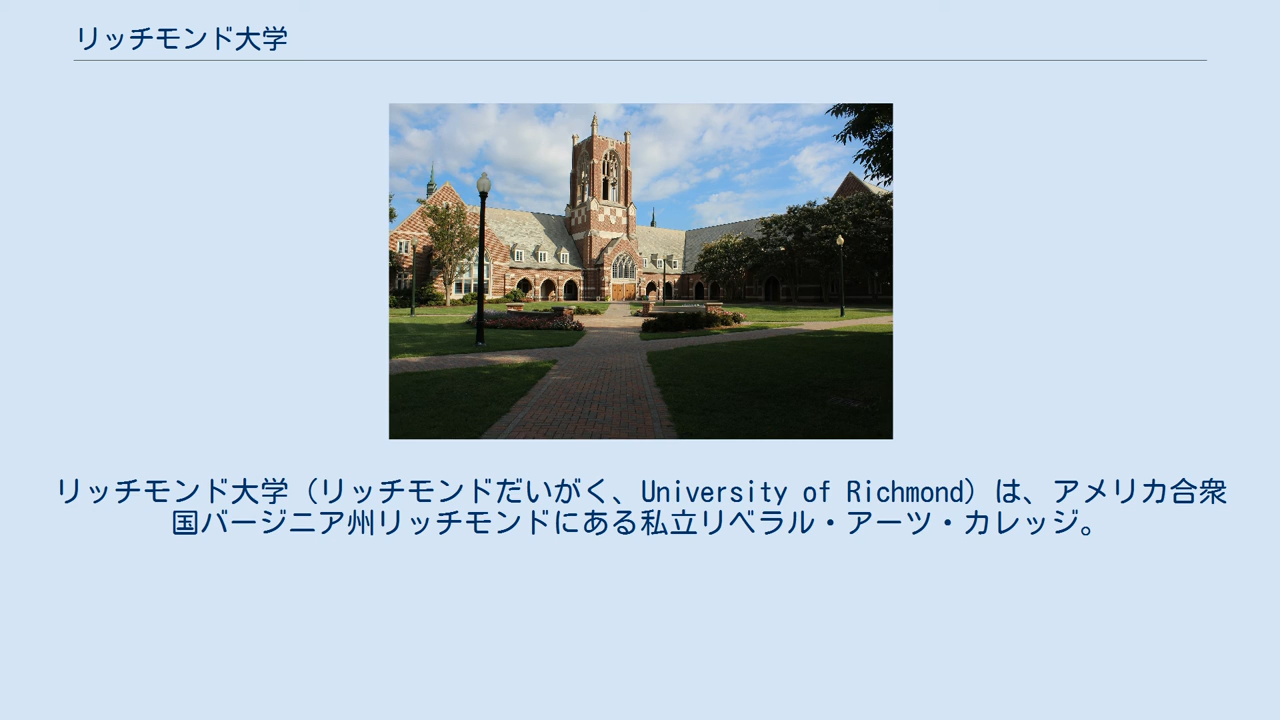 リッチモンド大学
リッチモンド大学（リッチモンドだいがく、University of Richmond）は、アメリカ合衆
国バージニア州リッチモンドにある私立リベラル・アーツ・カレッジ。